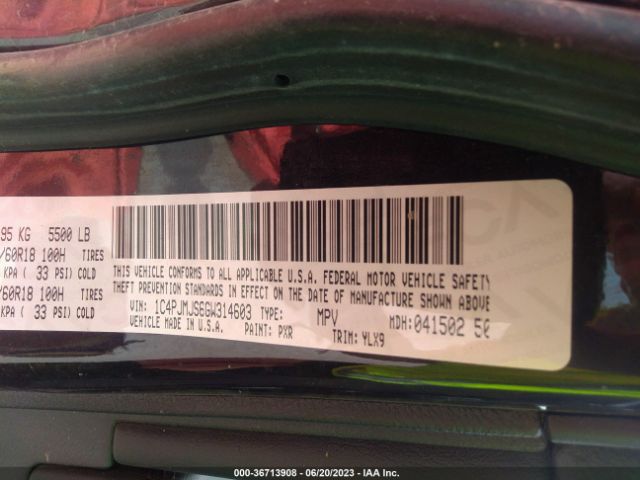 95 KG 5500 LB
/60R18 100H TIRES
KPA ( 33 PSI) COLD
/60R18 100H TIRES
KPA ( 33 PSI) COLD
THIS VEHICLE CONFORMS TO ALL APPLICABLE U.S.A. FEDERAL MOTOR VEHICLE SAFETY
THEFT PREVENTION STANDARDS IN EFFECT ON THE DATE OF MANUFACTURE SHOWN ABOVE
VIN: 1C4PJMJS6GW314603 TYPE: MPV MDH: 041502
VEHICLE MADE IN U.S.A. PAINT: PXR TRIM: YLX9
000-36713908 - 06/20/2023 - IAA Inc.